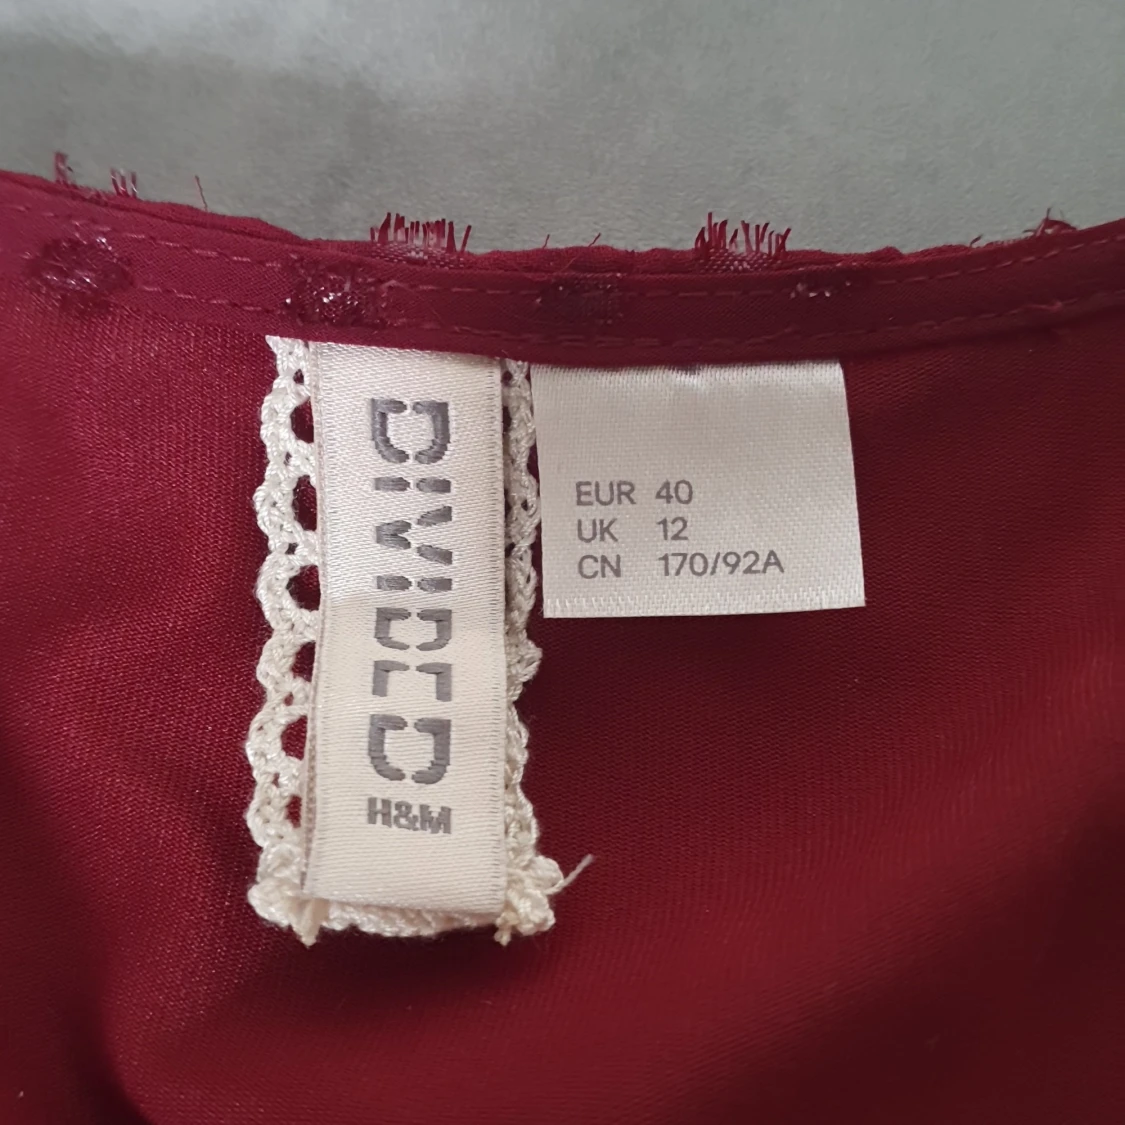 DIVIDED
H&M
EUR 40
UK 12
CN 170/92A